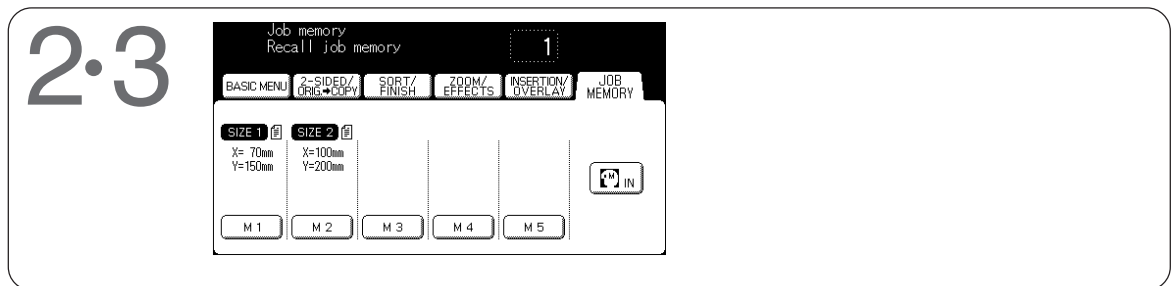 2•3
Job memory
Recall job memory
1
BASIC MENU
2-SIDED/
ORIG.➡COPY
SORT/
FINISH
ZOOM/
EFFECTS
INSERTION/
OVERLAY
JOB
MEMORY
SIZE 1
X= 70mm
Y=150mm
SIZE 2
X=100mm
Y=200mm
M IN
M 1
M 2
M 3
M 4
M 5